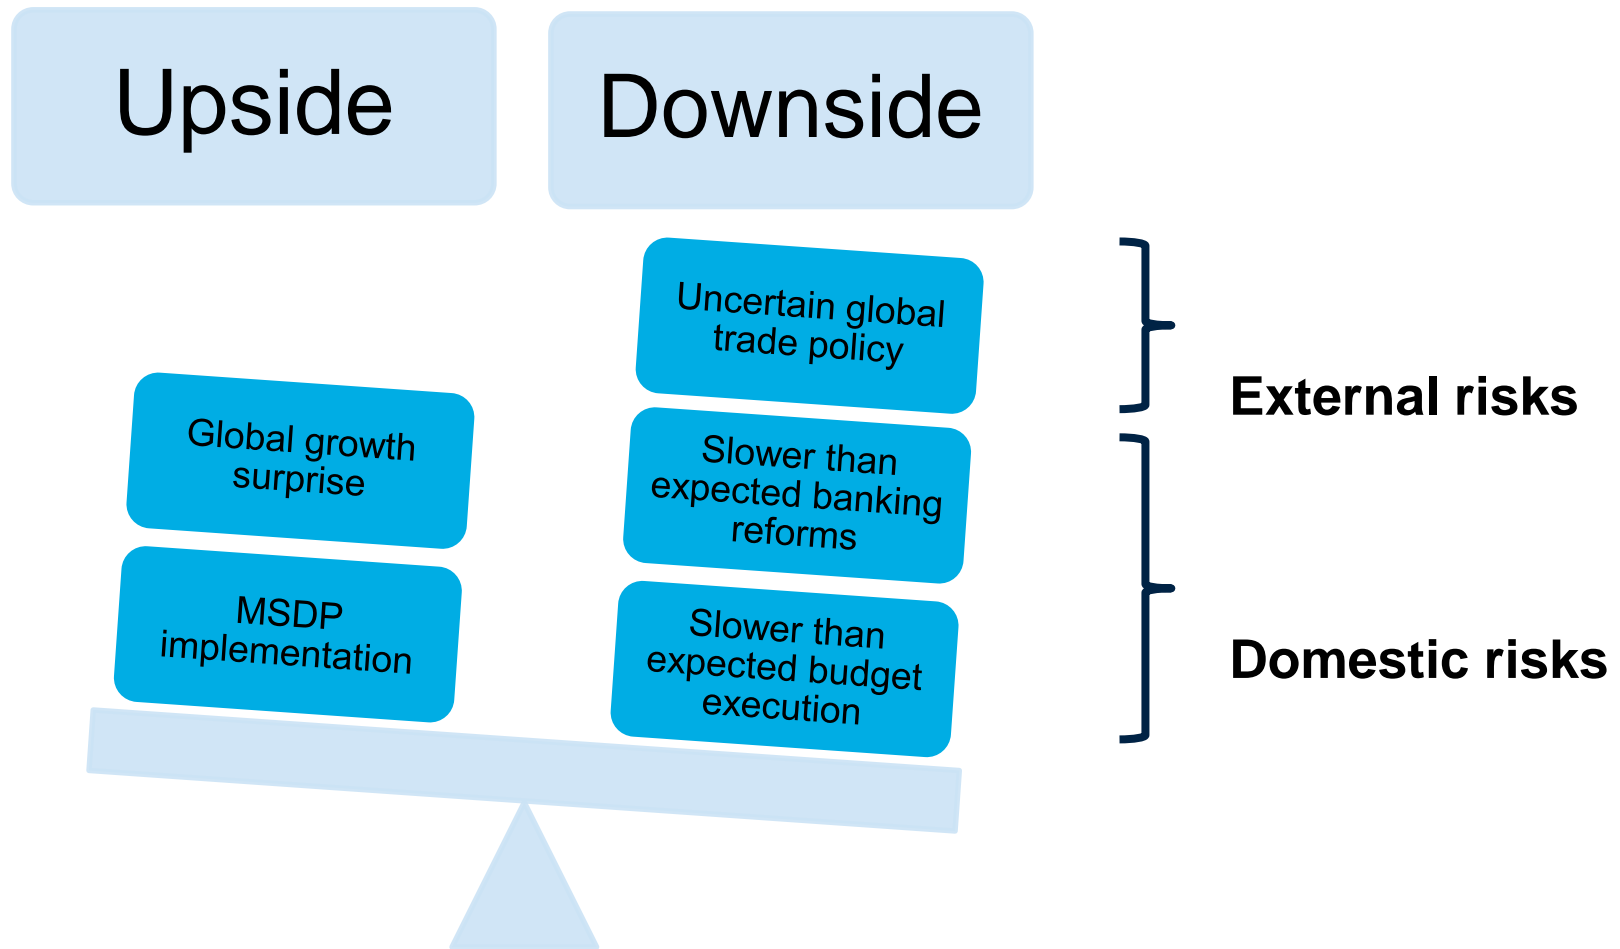 Upside
Downside
Uncertain global
trade policy
External risks
Global growth
surprise
Slower than
expected banking
reforms
MSDP
implementation
Slower than
expected budget
execution
Domestic risks